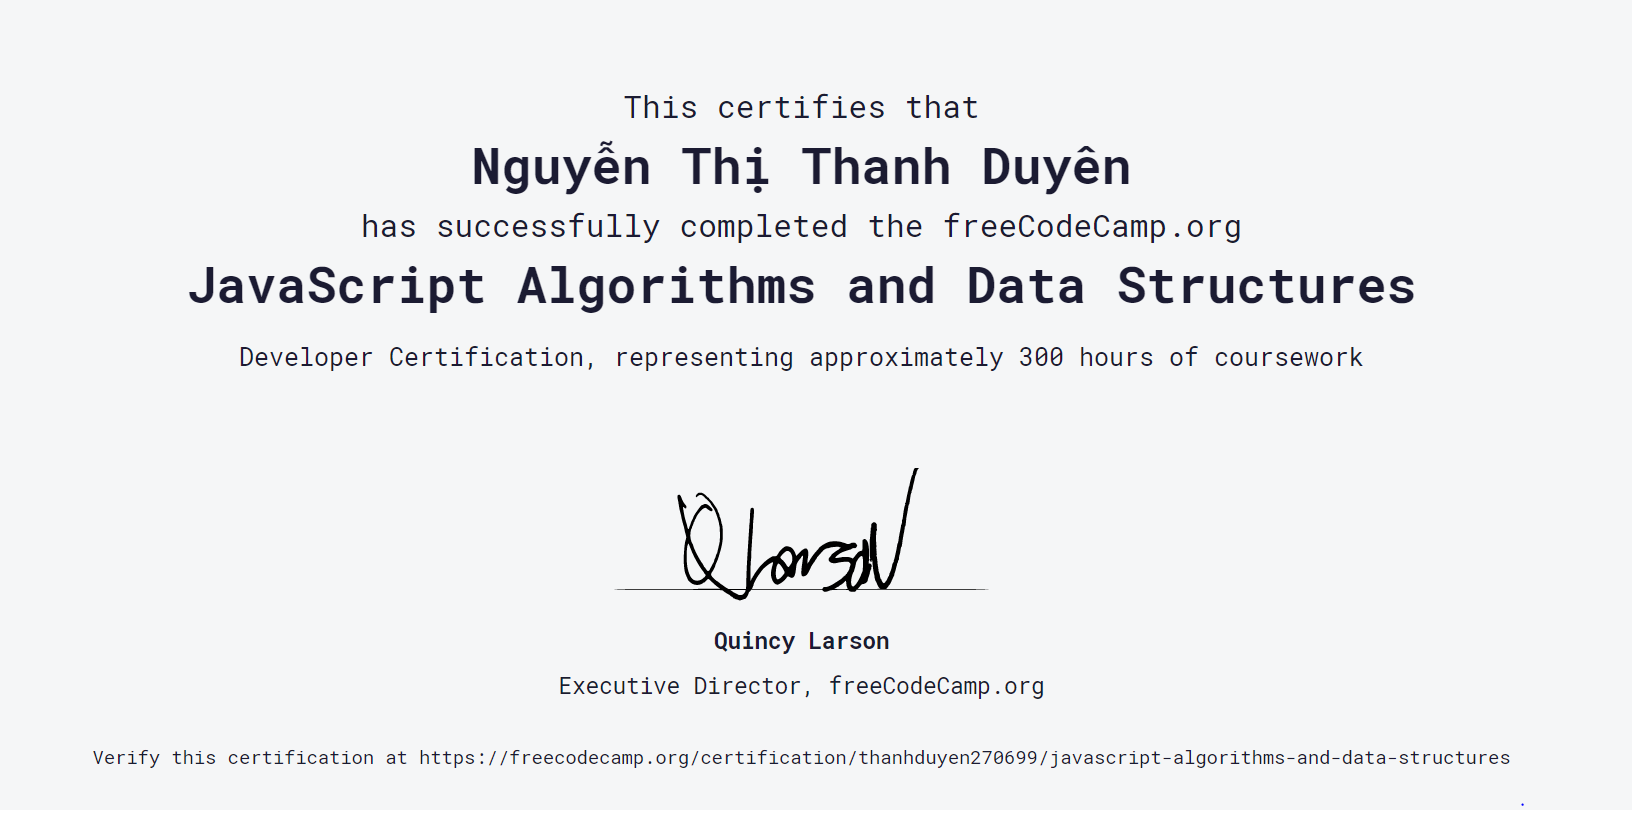 This certifies that
Nguyễn Thị Thanh Duyên
has successfully completed the freeCodeCamp.org
JavaScript Algorithms and Data Structures
Developer Certification, representing approximately 300 hours of coursework
Q Larson
Quincy Larson
Executive Director, freeCodeCamp.org
Verify this certification at https://freecodecamp.org/certification/thanhduyen270699/javascript-algorithms-and-data-structures